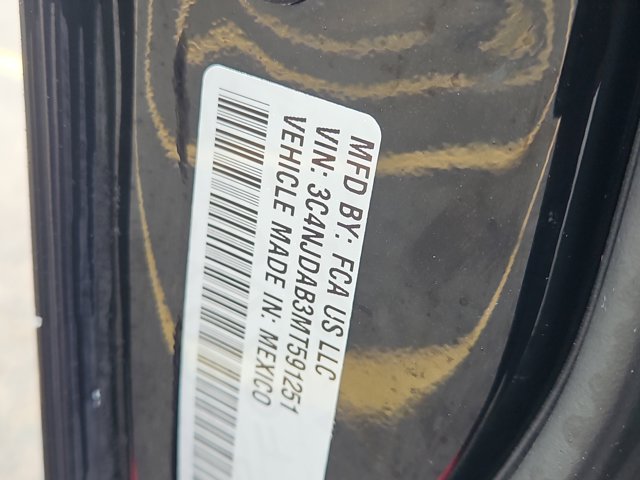 MFD BY: FCA US LLC
VIN: 3C4NJDAB3MT591251
VEHICLE MADE IN: MEXICO